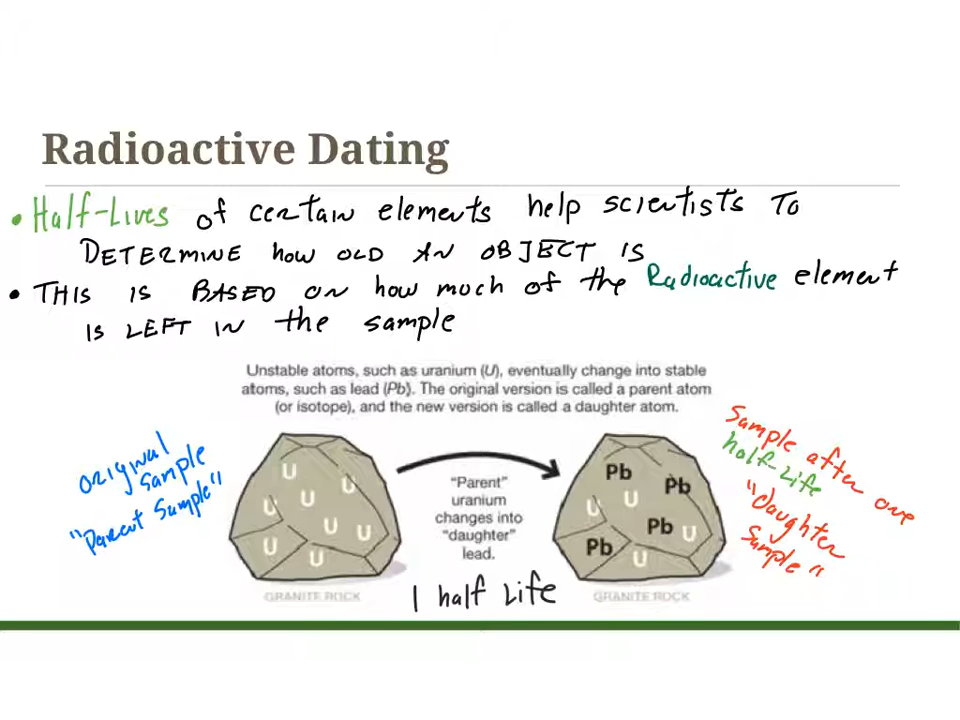 Radioactive Dating
• Half-Lives of certain elements help scientists To
DETERMINE how OLD AN OBJECT IS
• THIS IS BASED ON how much of the Radioactive element
IS LEFT IN the sample
Unstable atoms, such as uranium (U), eventually change into stable
atoms, such as lead (Pb). The original version is called a parent atom
(or isotope), and the new version is called a daughter atom.
original
sample
"Parent Sample"
U
U
U
U
U
U
U
U
GRANITE ROCK
"Parent"
uranium
changes into
"daughter"
lead.
1 half Life
Pb
Pb
U
U
Pb
U
Pb
U
GRANITE ROCK
Sample after one
half-Life
"daughter
Sample"